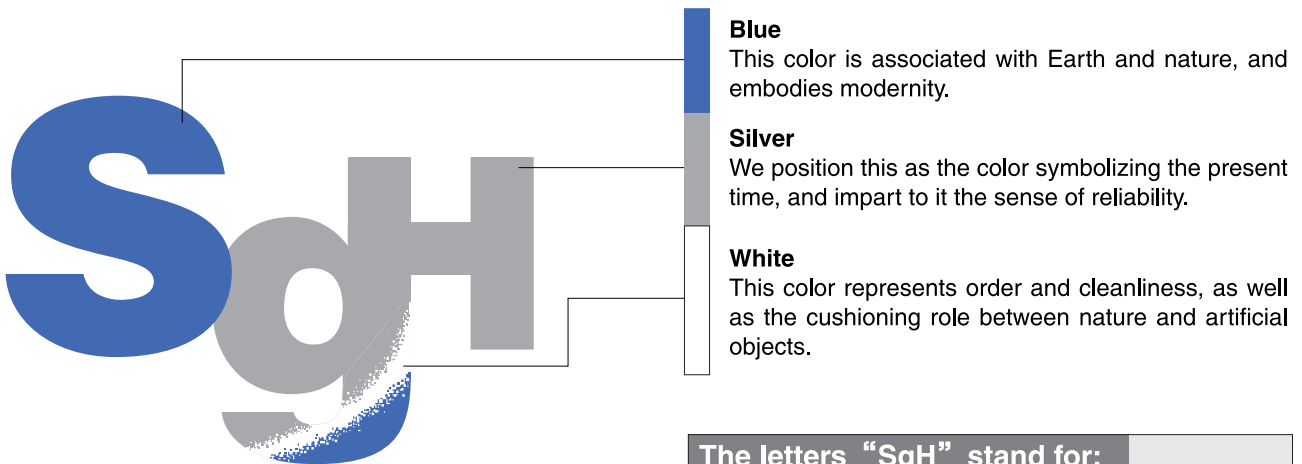 SgH
Blue
This color is associated with Earth and nature, and
embodies modernity.
Silver
We position this as the color symbolizing the present
time, and impart to it the sense of reliability.
White
This color represents order and cleanliness, as well
as the cushioning role between nature and artificial
objects.
The letters “SgH” stand for: